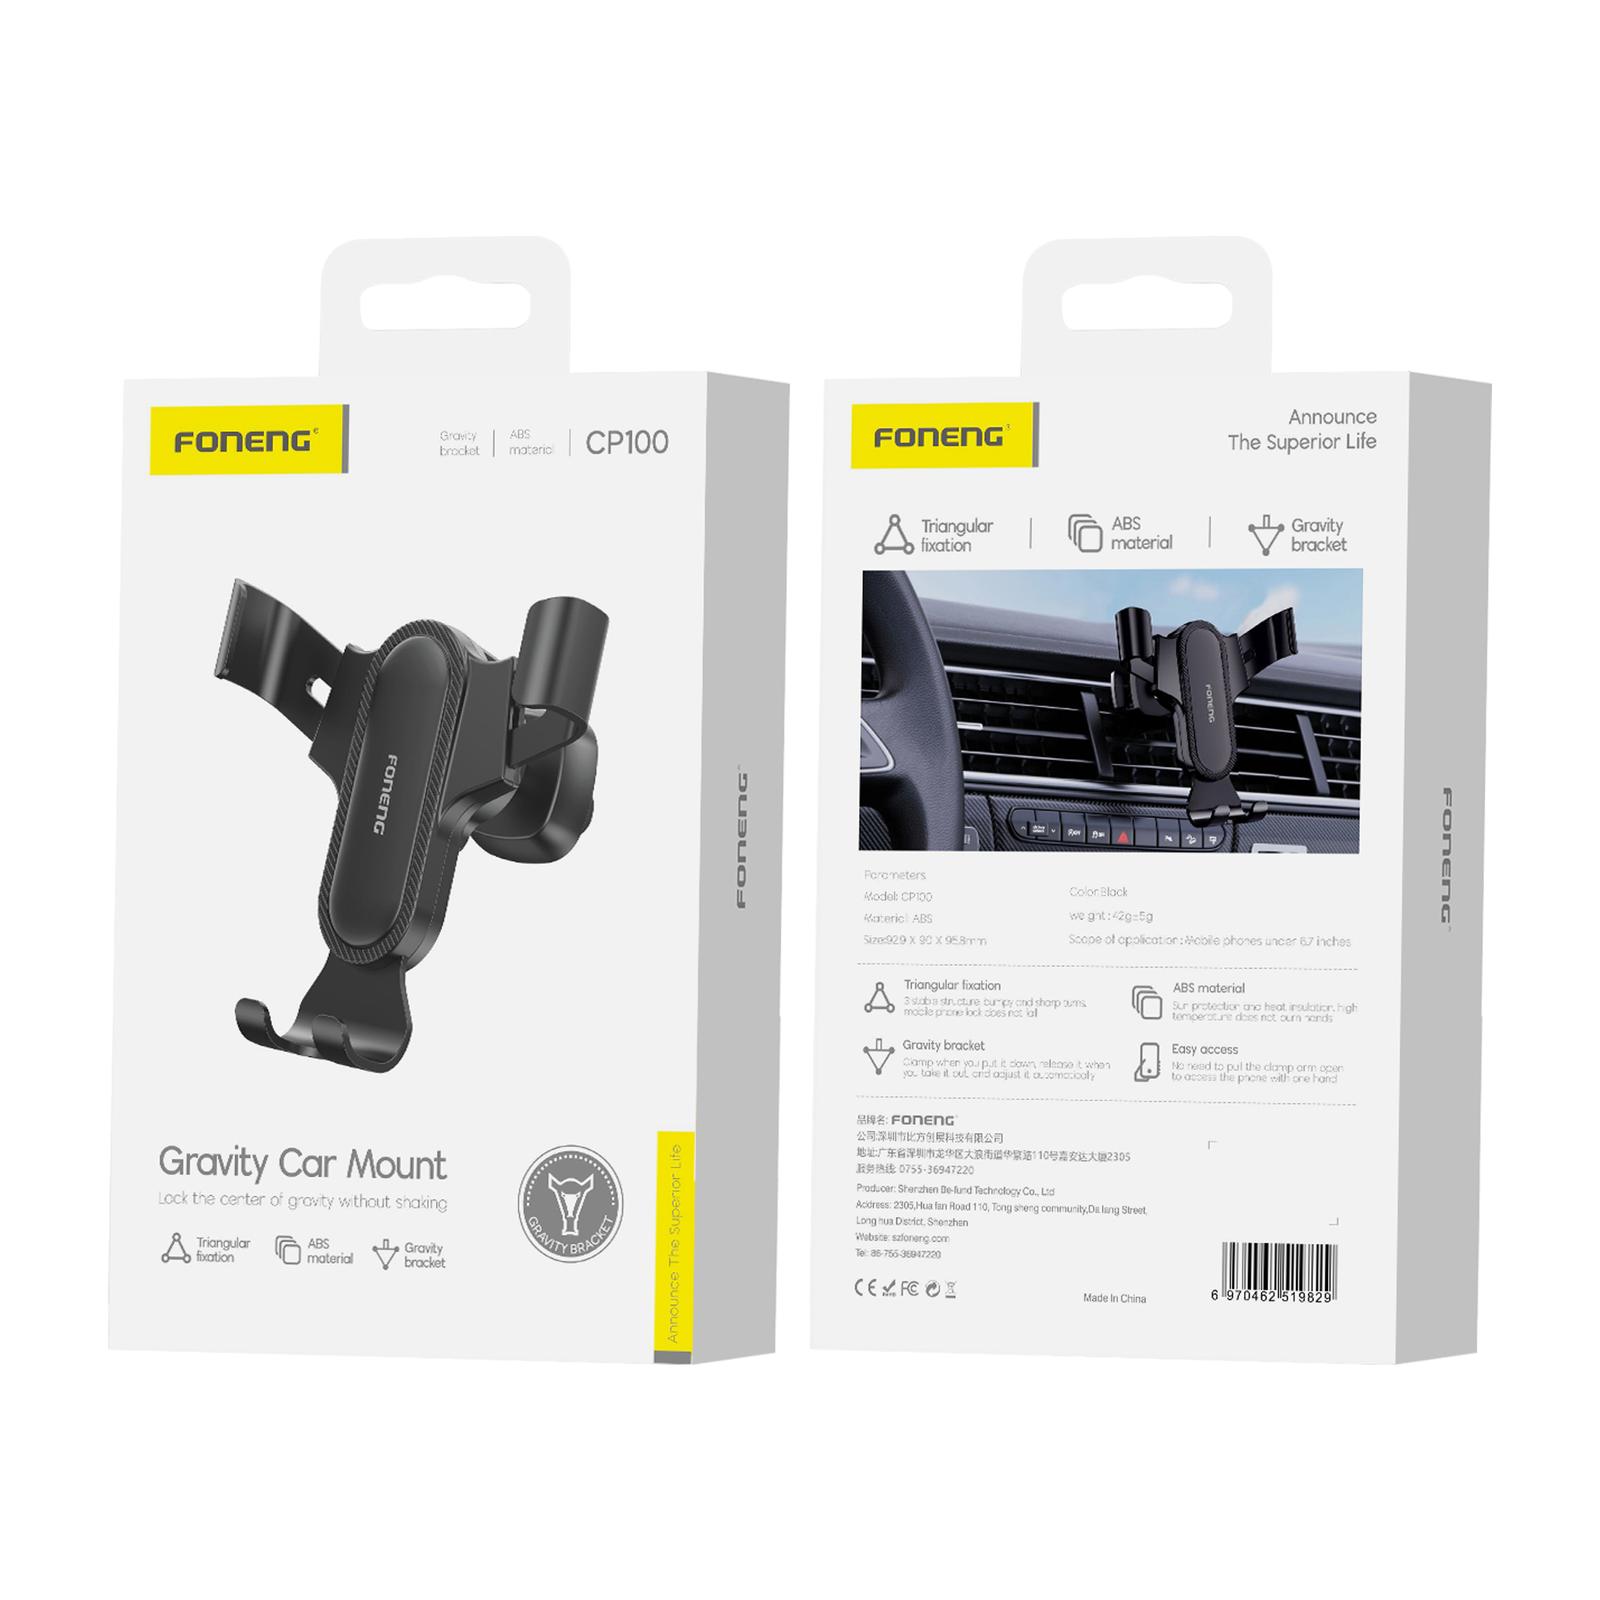 FONENG
Gravity
bracket
ABS
material
CP100
FONENG
Gravity Car Mount
Lock the center of gravity without shaking
Triangular
fixation
ABS
material
Gravity
bracket
GRAVITY BRACKET
Announce The Superior Life
FONENG
FONENG
Announce
The Superior Life
Triangular
fixation
ABS
material
Gravity
bracket
FONENG
Parameters
Model: CP100
Material: ABS
Size:92.9 X 90 X 95.8mm
Color:Black
weight:42g±5g
Scope of application:Mobile phones under 6.7 inches
Triangular fixation
3 stable structure, bumpy and sharp turns,
mobile phone lock does not fall
ABS material
Sun protection and heat insulation, high
temperature does not burn hands
Gravity bracket
Clamp when you put it down, release it when
you take it out, and adjust it automatically
Easy access
No need to pull the clamp arm open
to access the phone with one hand
品牌名: FONENG
公司:深圳市比方创展科技有限公司
地址:广东省深圳市龙华区大浪街道华繁路110号嘉安达大厦2305
服务热线: 0755-36947220
Producer: Shenzhen Be-fund Technology Co., Ltd
Address: 2305,Hua fan Road 110, Tong sheng community,Da lang Street,
Long hua District, Shenzhen
Website: szfoneng.com
Tel: 86-755-36947220
CE RoHS FC
Made In China
6 970462 519829
FONENG